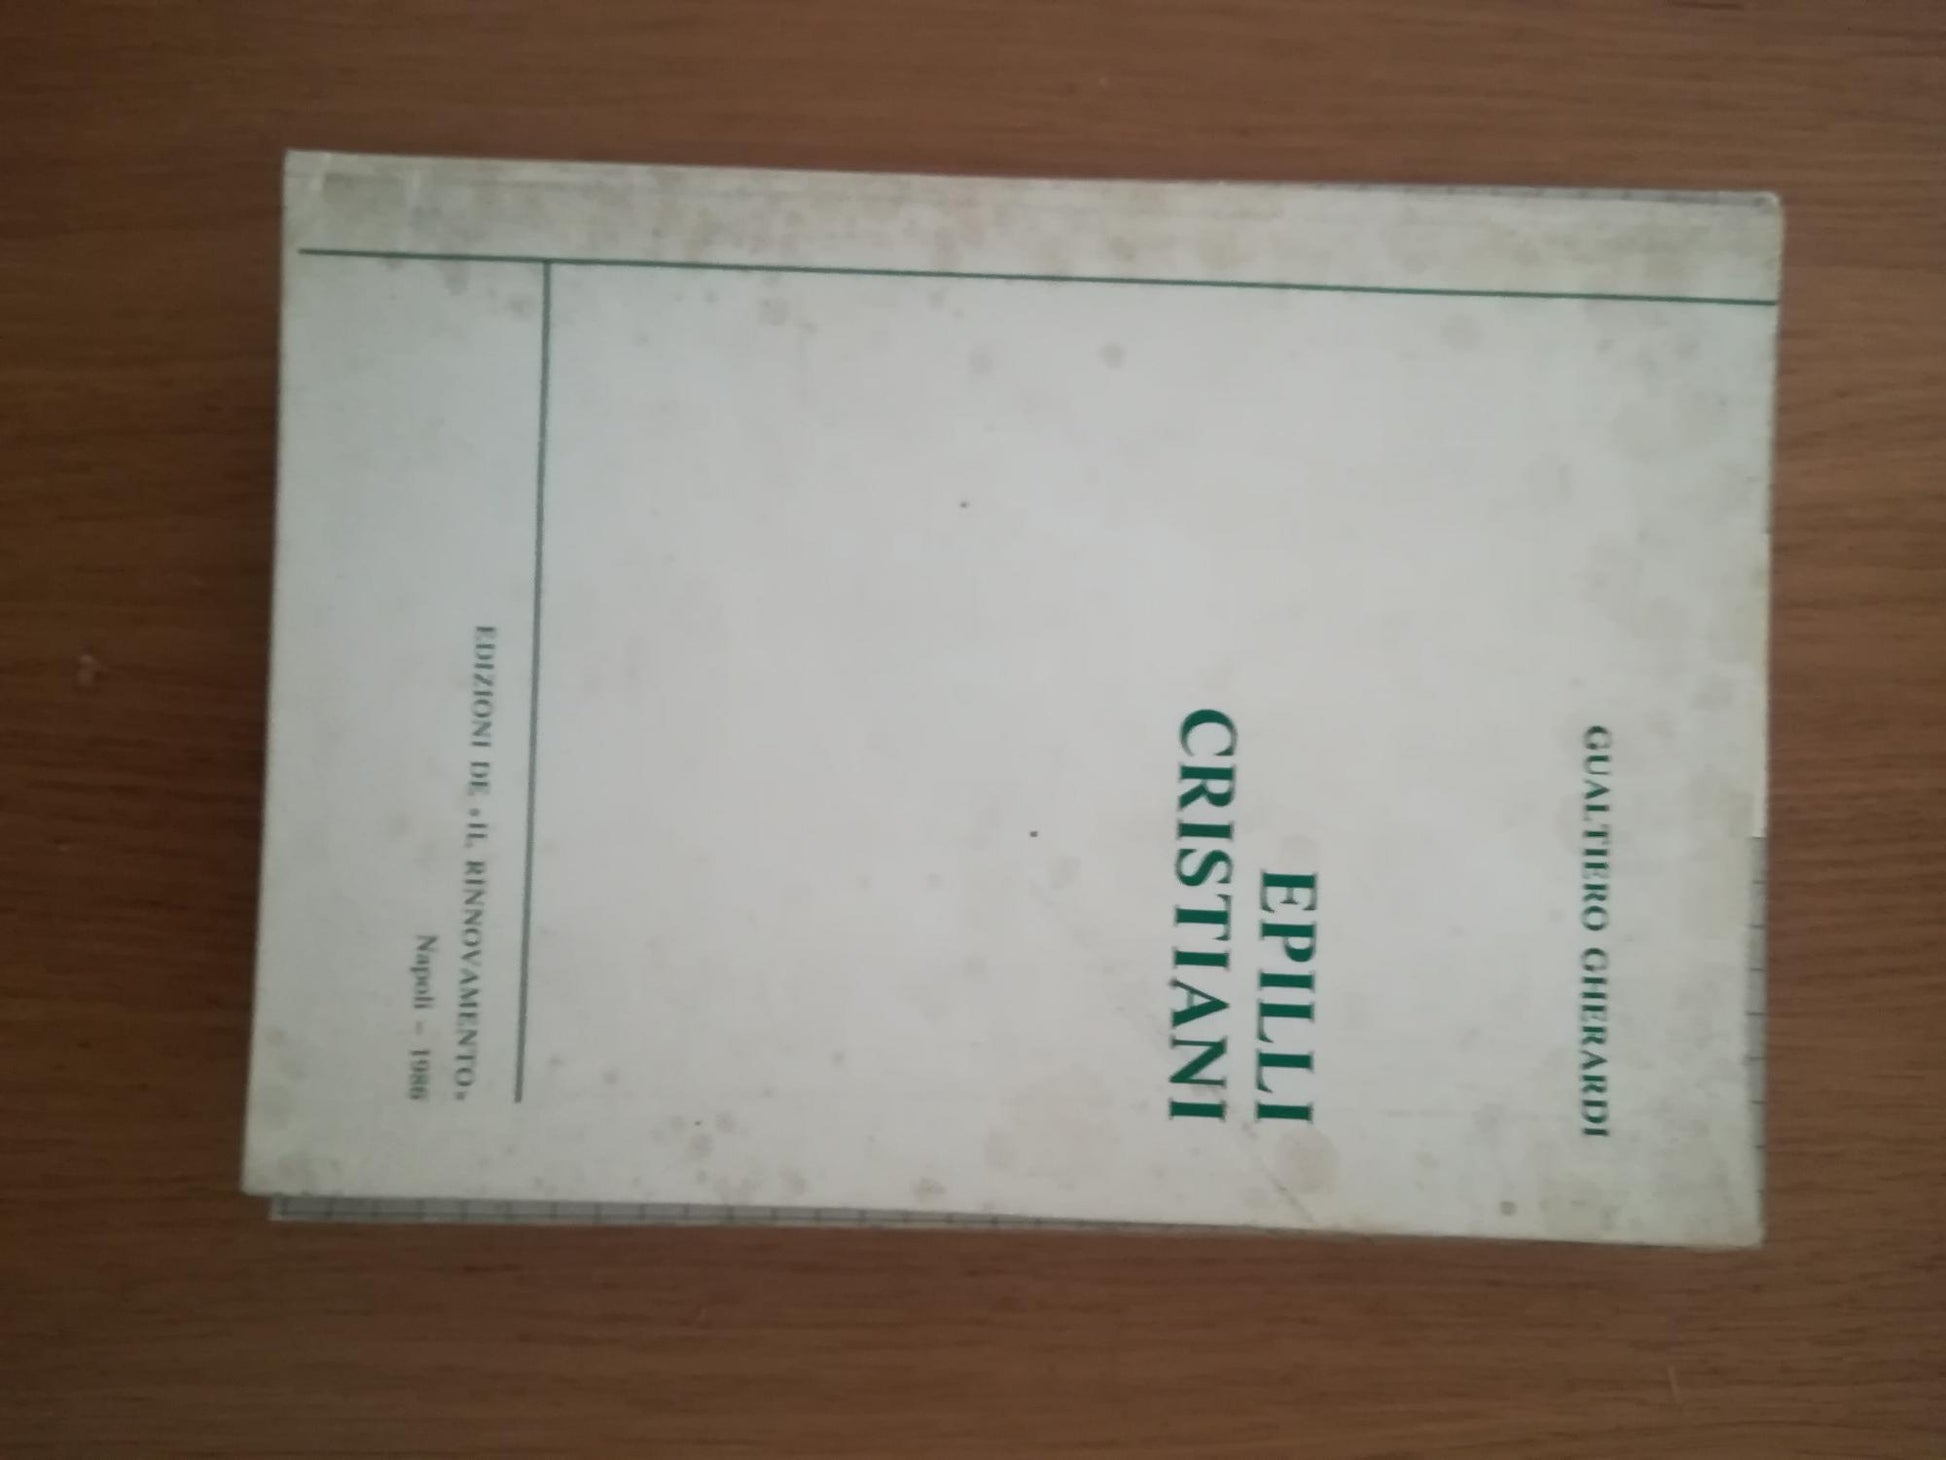 GUALTIERO GHERARDI
EPILLI
CRISTIANI
EDIZIONI DE «IL RINNOVAMENTO»
Napoli - 1986